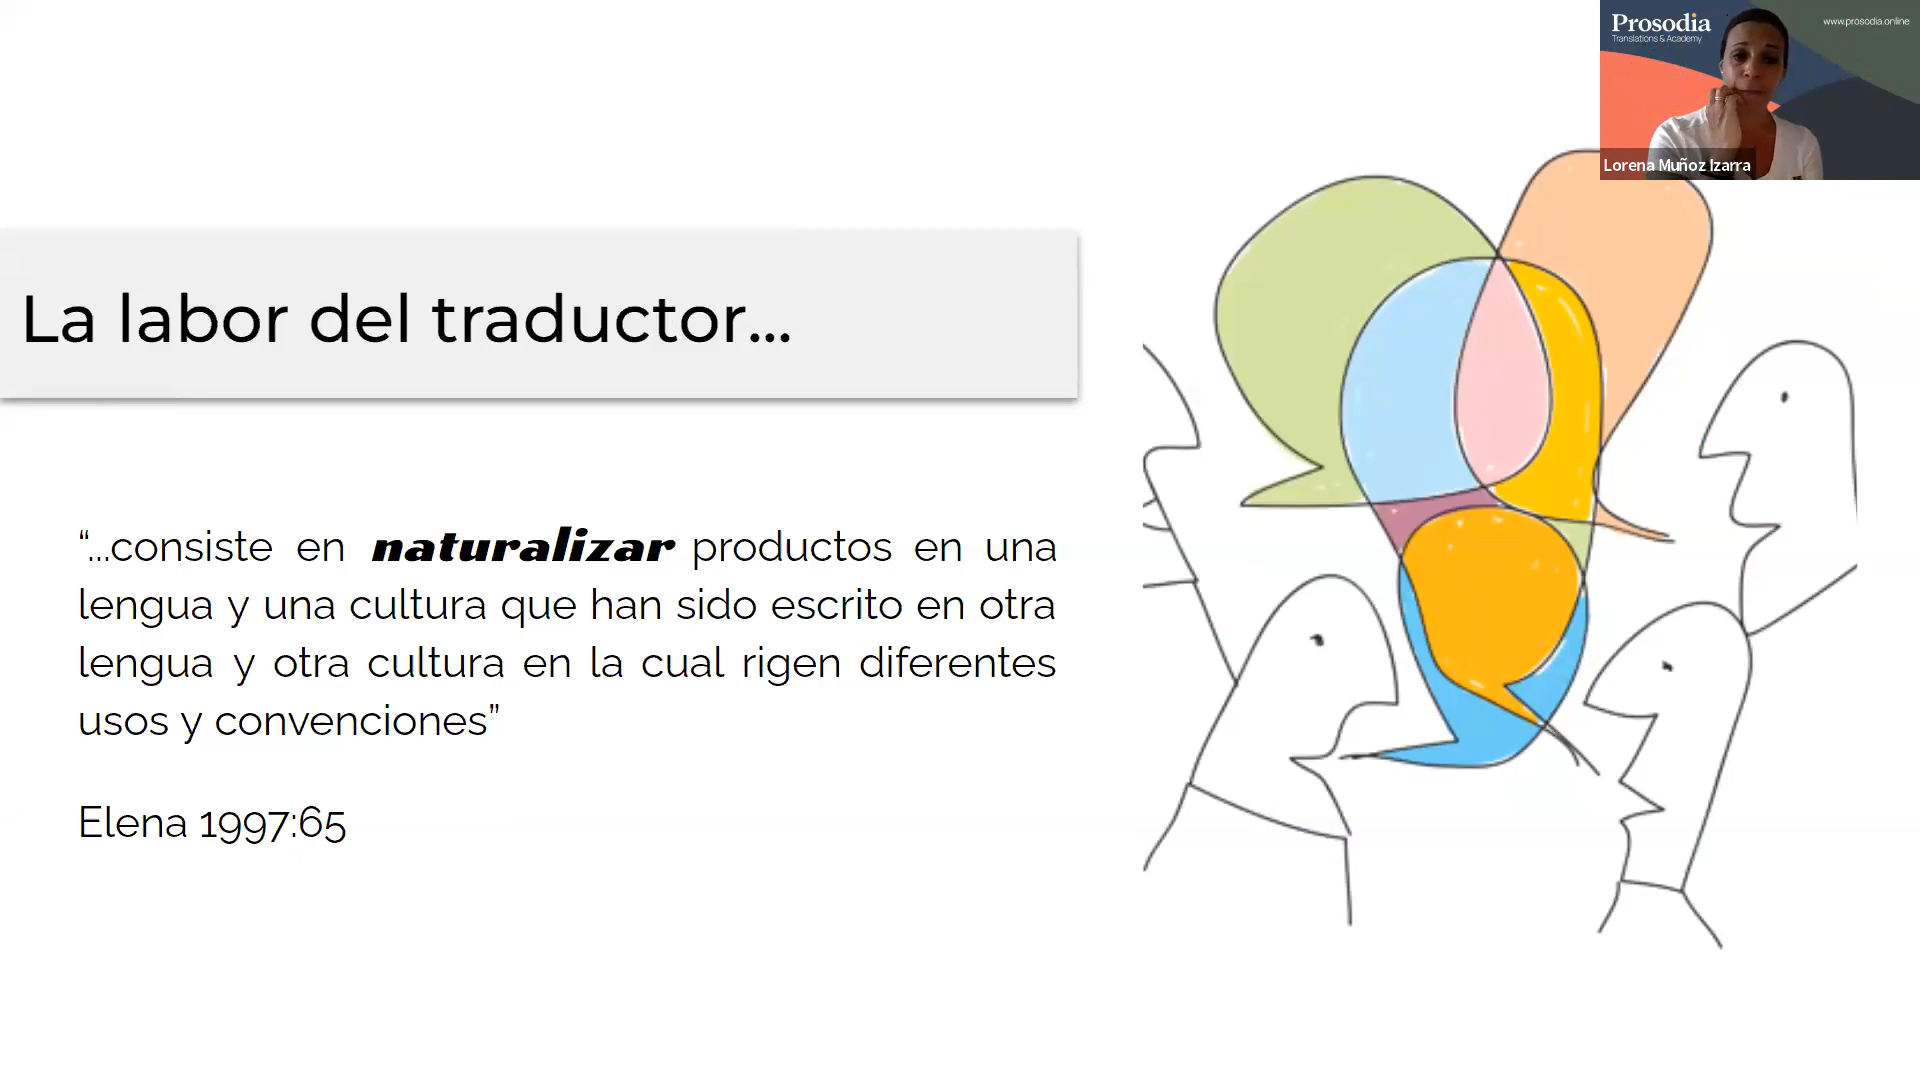 Prosodia
Translations & Academy
www.prosodia.online
Lorena Muñoz Izarra
La labor del traductor...
“...consiste en naturalizar productos en una
lengua y una cultura que han sido escrito en otra
lengua y otra cultura en la cual rigen diferentes
usos y convenciones”
Elena 1997:65